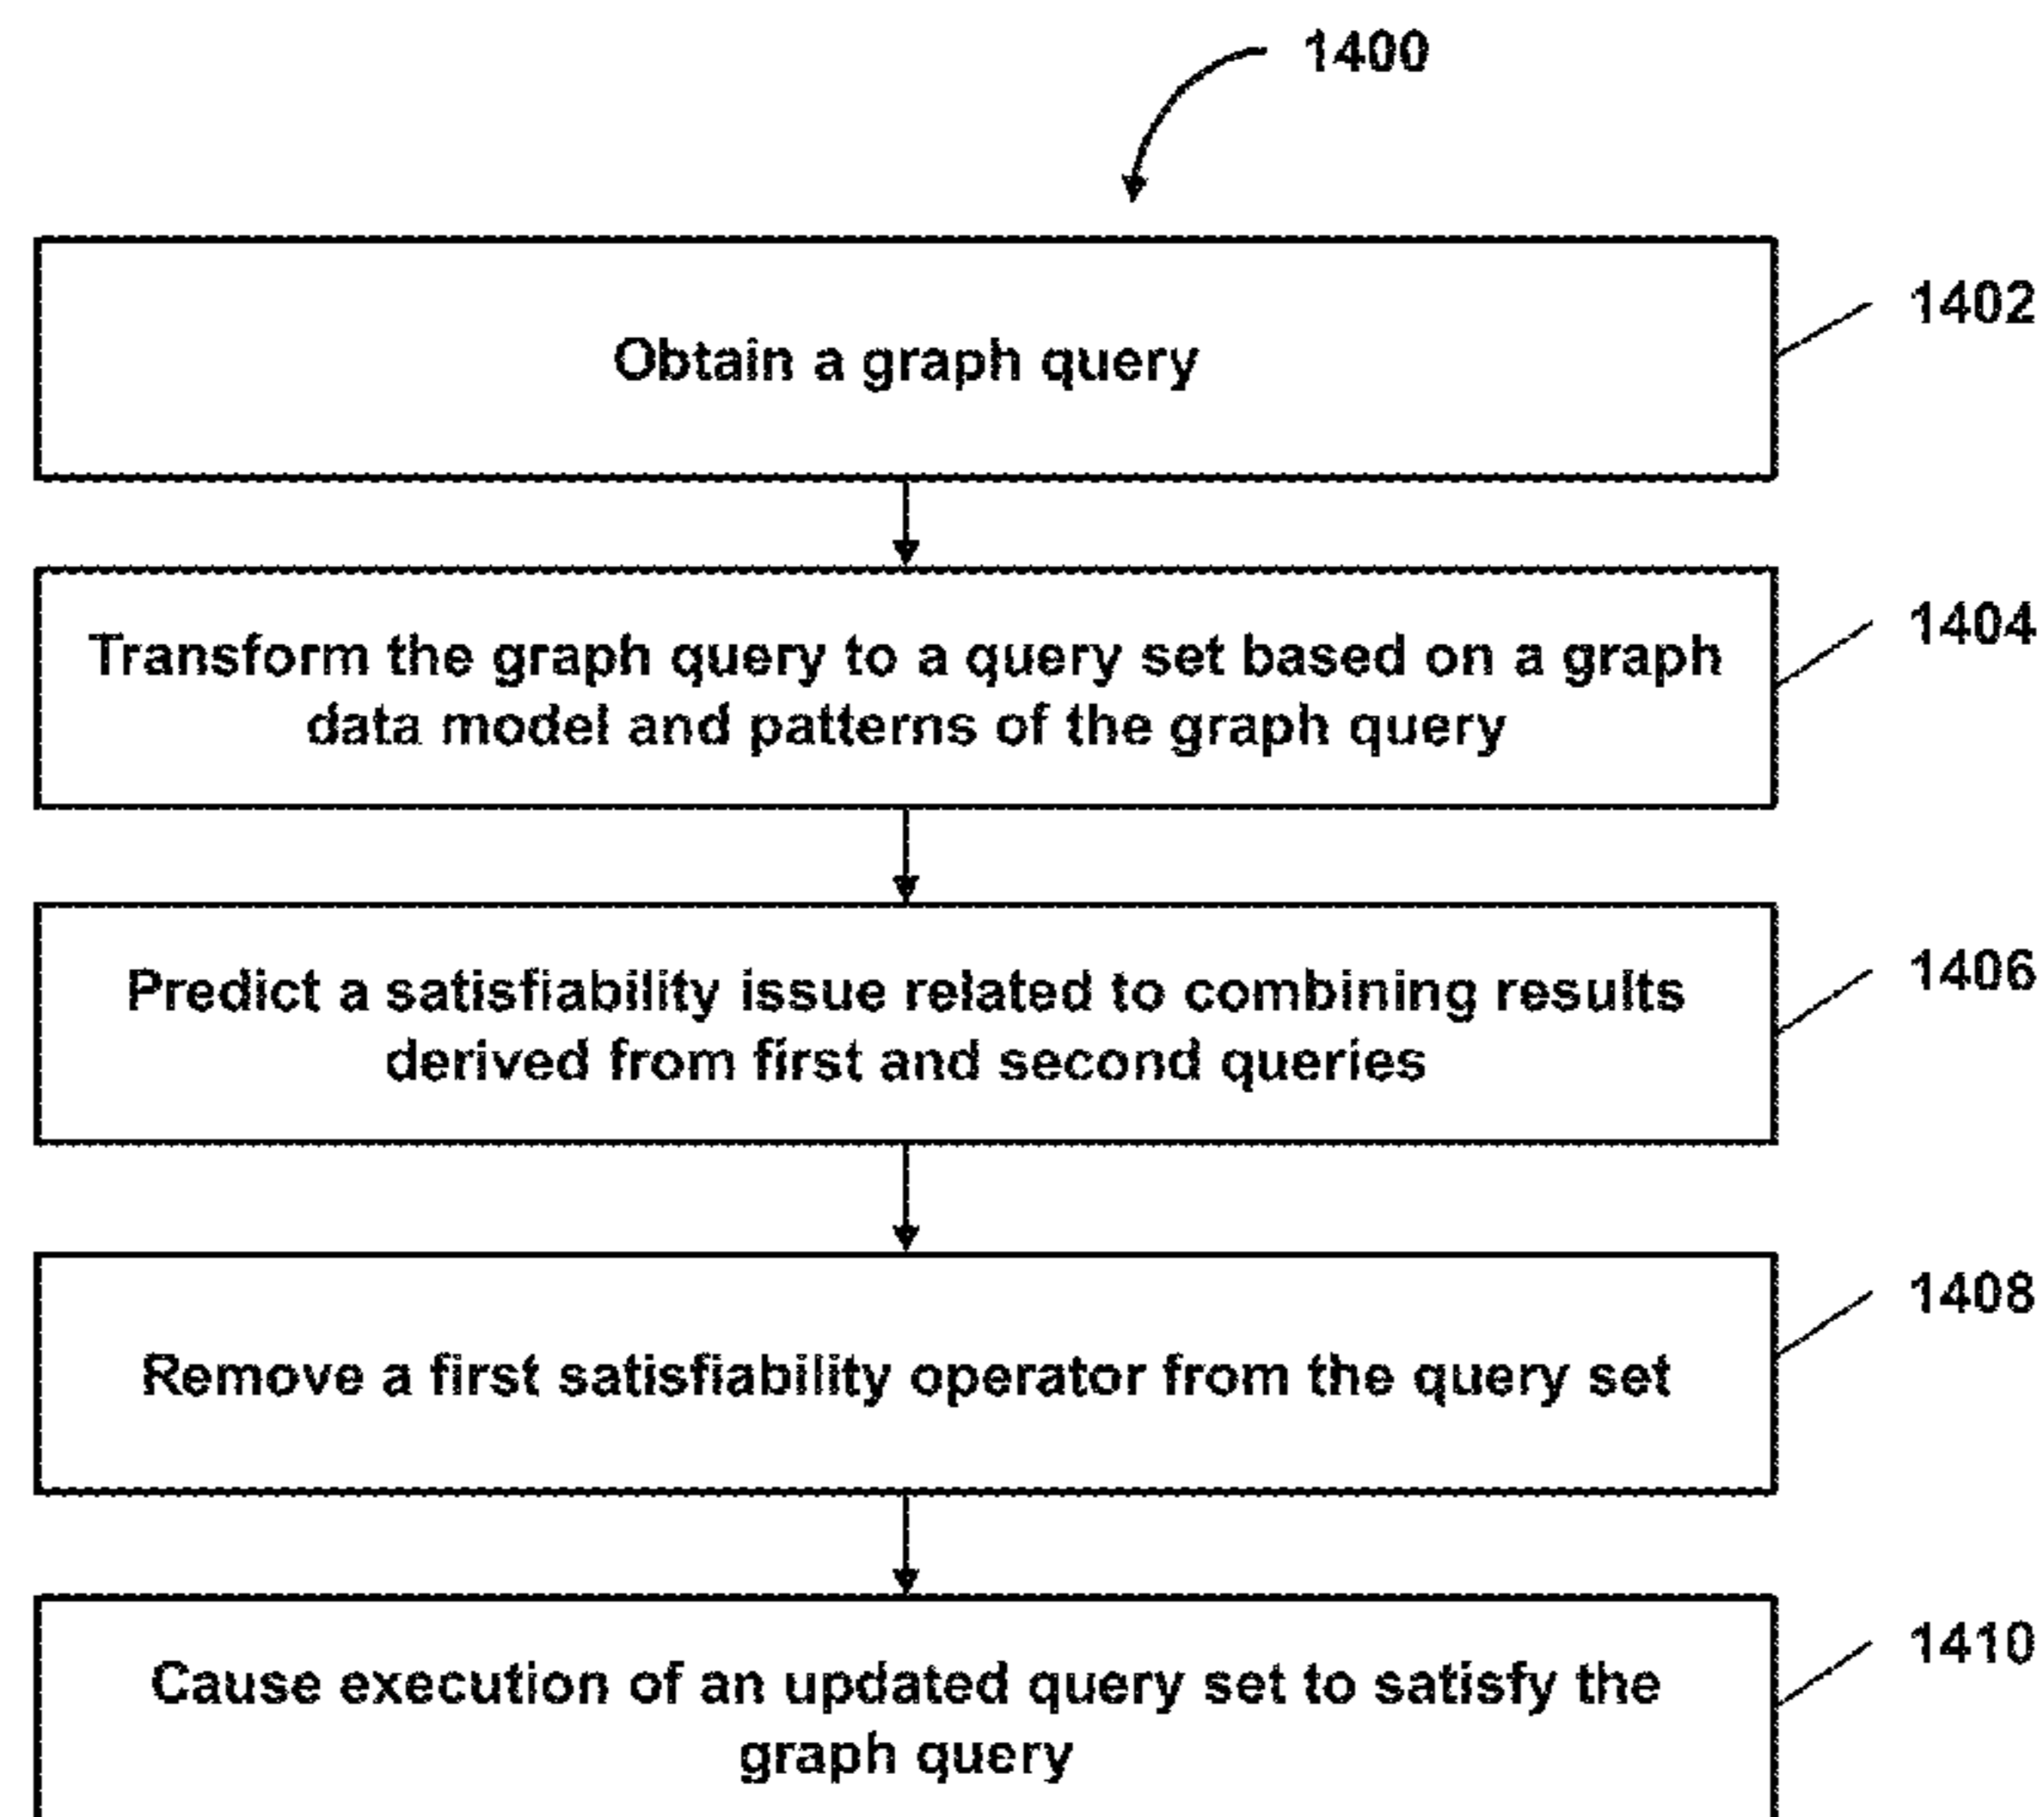 1400
Obtain a graph query
1402
Transform the graph query to a query set based on a graph
data model and patterns of the graph query
1404
Predict a satisfiability issue related to combining results
derived from first and second queries
1406
Remove a first satisfiability operator from the query set
1408
Cause execution of an updated query set to satisfy the
graph query
1410